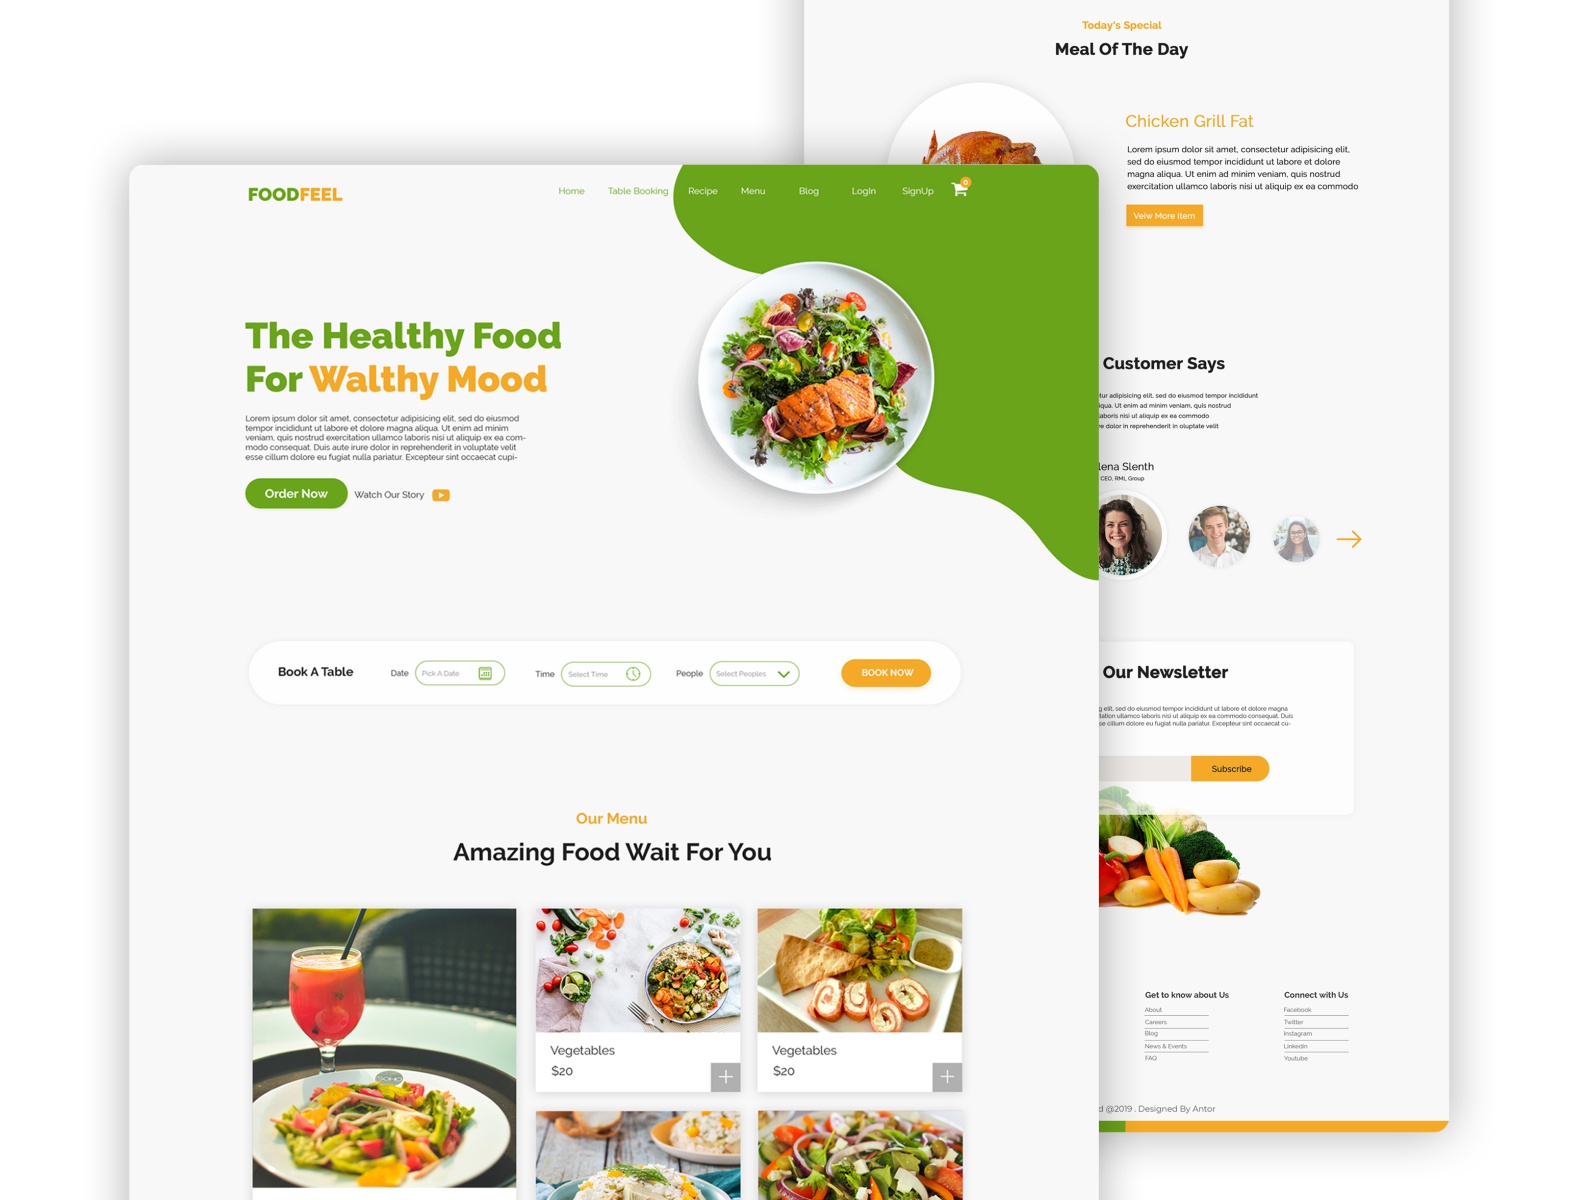 Today's Special
Meal Of The Day
Chicken Grill Fat
Lorem ipsum dolor sit amet, consectetur adipisicing elit,
sed do eiusmod tempor incididunt ut labore et dolore
magna aliqua. Ut enim ad minim veniam, quis nostrud
exercitation ullamco laboris nisi ut aliquip ex ea commodo
Veiw More Item
FOODFEEL
Home
Table Booking
Recipe
Menu
Blog
LogIn
SignUp
0
The Healthy Food
For Walthy Mood
Lorem ipsum dolor sit amet, consectetur adipisicing elit, sed do eiusmod
tempor incididunt ut labore et dolore magna aliqua. Ut enim ad minim
veniam, quis nostrud exercitation ullamco laboris nisi ut aliquip ex ea com-
modo consequat. Duis aute irure dolor in reprehenderit in voluptate velit
esse cillum dolore eu fugiat nulla pariatur. Excepteur sint occaecat cupi-
Order Now
Watch Our Story
Customer Says
tur adipisicing elit, sed do eiusmod tempor incididunt
iqua. Ut enim ad minim veniam, quis nostrud
laboris nisi ut aliquip ex ea commodo
re dolor in reprehenderit in oluptate velit
lena Slenth
CEO, RML Group
Book A Table
Date
Pick A Date
Time
Select Time
People
Select Peoples
BOOK NOW
Our Newsletter
g elit, sed do eiusmod tempor incididunt ut labore et dolore magna
tation ullamco laboris nisi ut aliquip ex ea commodo consequat. Duis
se cillum dolore eu fugiat nulla pariatur. Excepteur sint occaecat cu-
Subscribe
Our Menu
Amazing Food Wait For You
SOHO
Vegetables
$20
Vegetables
$20
Get to know about Us
About
Careers
Blog
News & Events
FAQ
Connect with Us
Facebook
Twitter
Instagram
Linkedin
Youtube
d @2019 . Designed By Antor